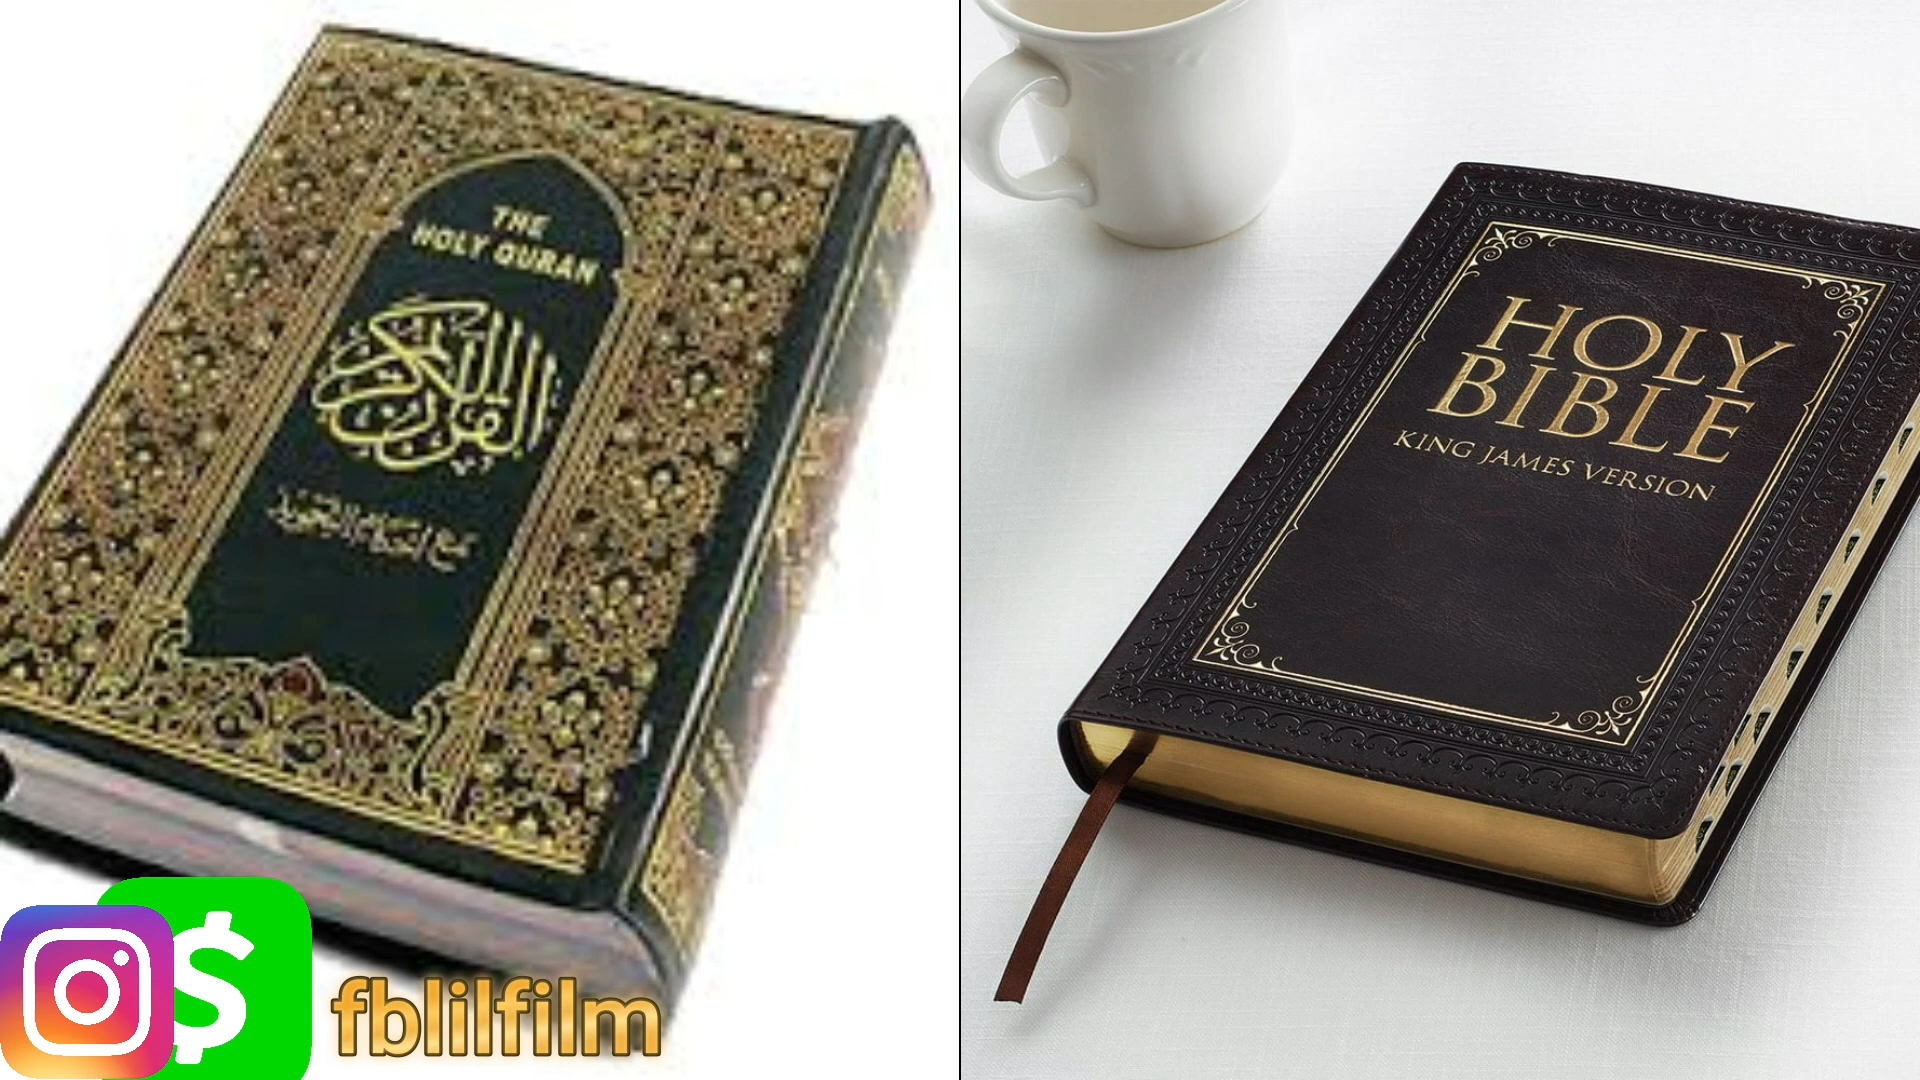 THE
HOLY QURAN
القرآن الكريم
HOLY
BIBLE
KING JAMES VERSION
$
fblilfilm